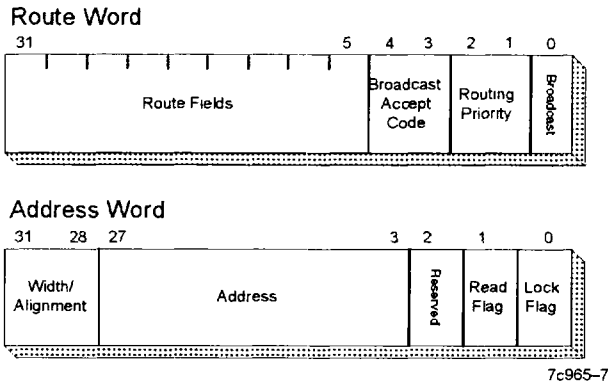 Route Word
31 5 4 3 2 1 0
Route Fields
Broadcast
Accept
Code
Routing
Priority
Broadcast
Address Word
31 28 27 3 2 1 0
Width/
Alignment
Address
Reserved
Read
Flag
Lock
Flag
7c965–7